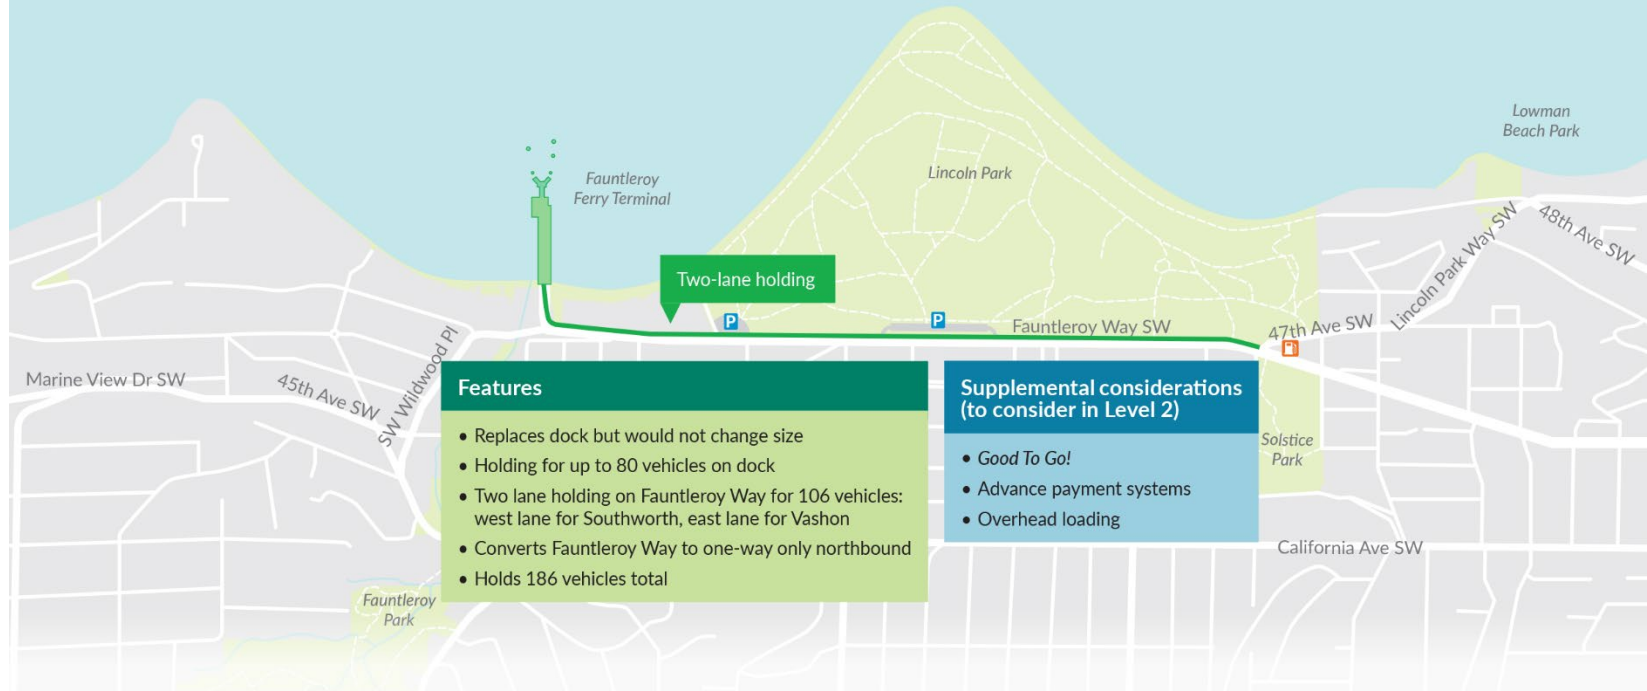 Lowman
Beach Park
Fauntleroy
Ferry Terminal
Lincoln Park
48th Ave SW
Lincoln Park Way SW
Two-lane holding
P
P
Fauntleroy Way SW
47th Ave SW
SW Wildwood Pl
Marine View Dr SW
45th Ave SW
Features
• Replaces dock but would not change size
• Holding for up to 80 vehicles on dock
• Two lane holding on Fauntleroy Way for 106 vehicles:
west lane for Southworth, east lane for Vashon
• Converts Fauntleroy Way to one-way only northbound
• Holds 186 vehicles total
Supplemental considerations
(to consider in Level 2)
• Good To Go!
• Advance payment systems
• Overhead loading
Solstice
Park
California Ave SW
Fauntleroy
Park